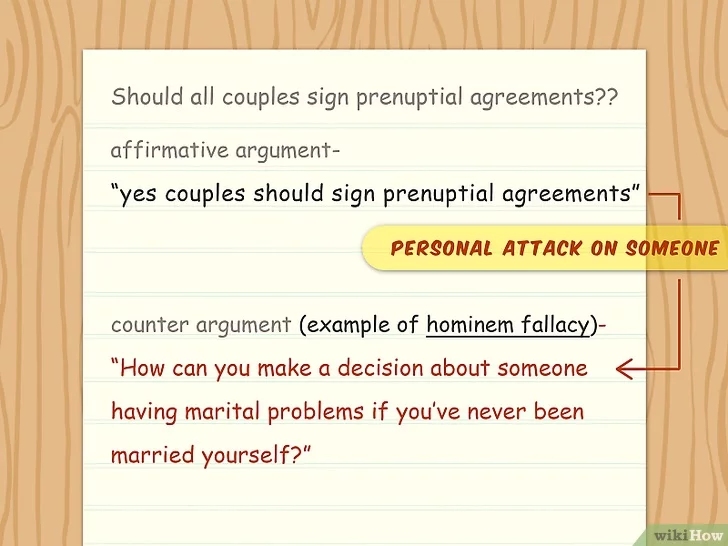 Should all couples sign prenuptial agreements??
affirmative argument-
“yes couples should sign prenuptial agreements”
PERSONAL ATTACK ON SOMEONE
counter argument (example of hominem fallacy)-
“How can you make a decision about someone
having marital problems if you’ve never been
married yourself?”
wikiHow